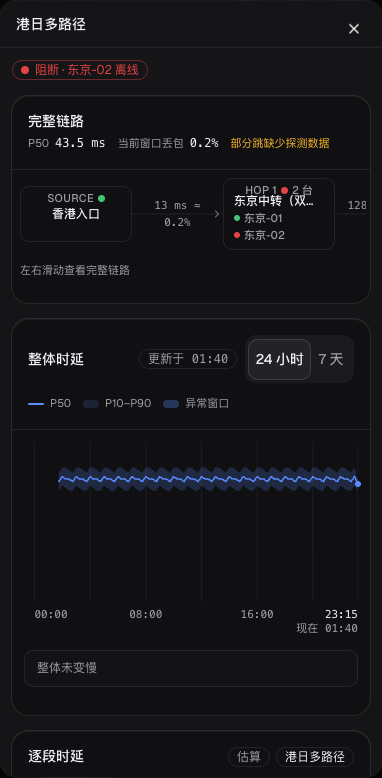 港日多路径
阻断 · 东京-02 离线
完整链路
P50 43.5 ms 当前窗口丢包 0.2% 部分跳缺少探测数据
SOURCE
香港入口
13 ms ≈
0.2%
HOP 1 2 台
东京中转（双…
东京-01
东京-02
128
左右滑动查看完整链路
整体时延
更新于 01:40
24 小时
7 天
P50
P10–P90
异常窗口
00:00 08:00 16:00 23:15
现在 01:40
整体未变慢
逐段时延
估算
港日多路径